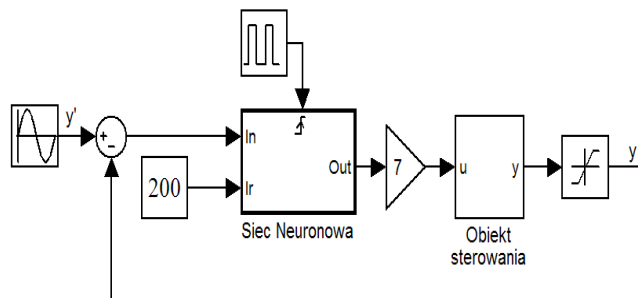 y'
+
−
200
In
Ir
Out
Siec Neuronowa
7
u
y
Obiekt
sterowania
y